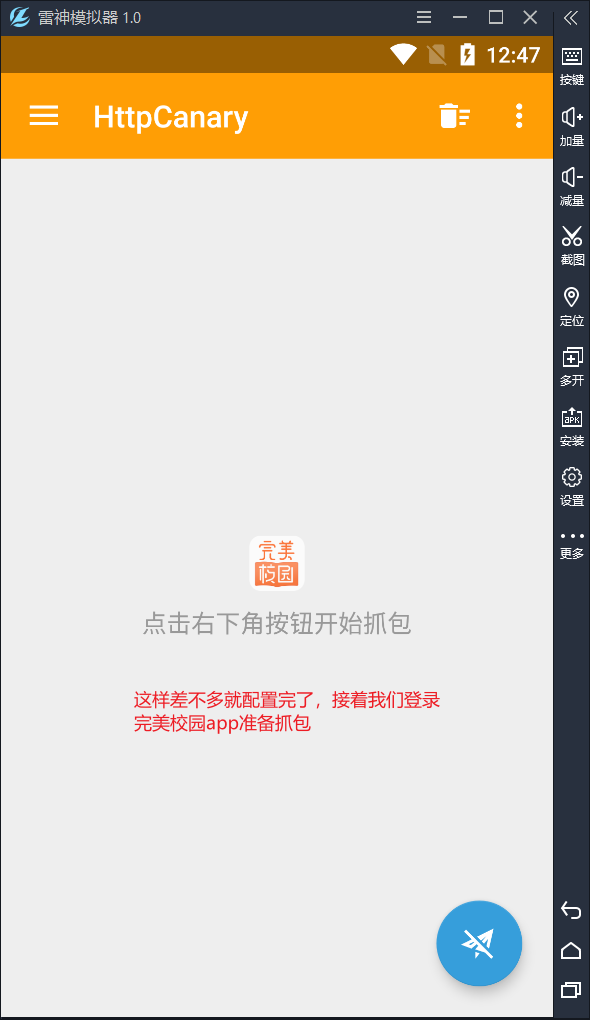 雷神模拟器 1.0
12:47
HttpCanary
按键
加量
减量
截图
定位
多开
APK
安装
设置
更多
完美
校园
点击右下角按钮开始抓包
这样差不多就配置完了，接着我们登录
完美校园app准备抓包